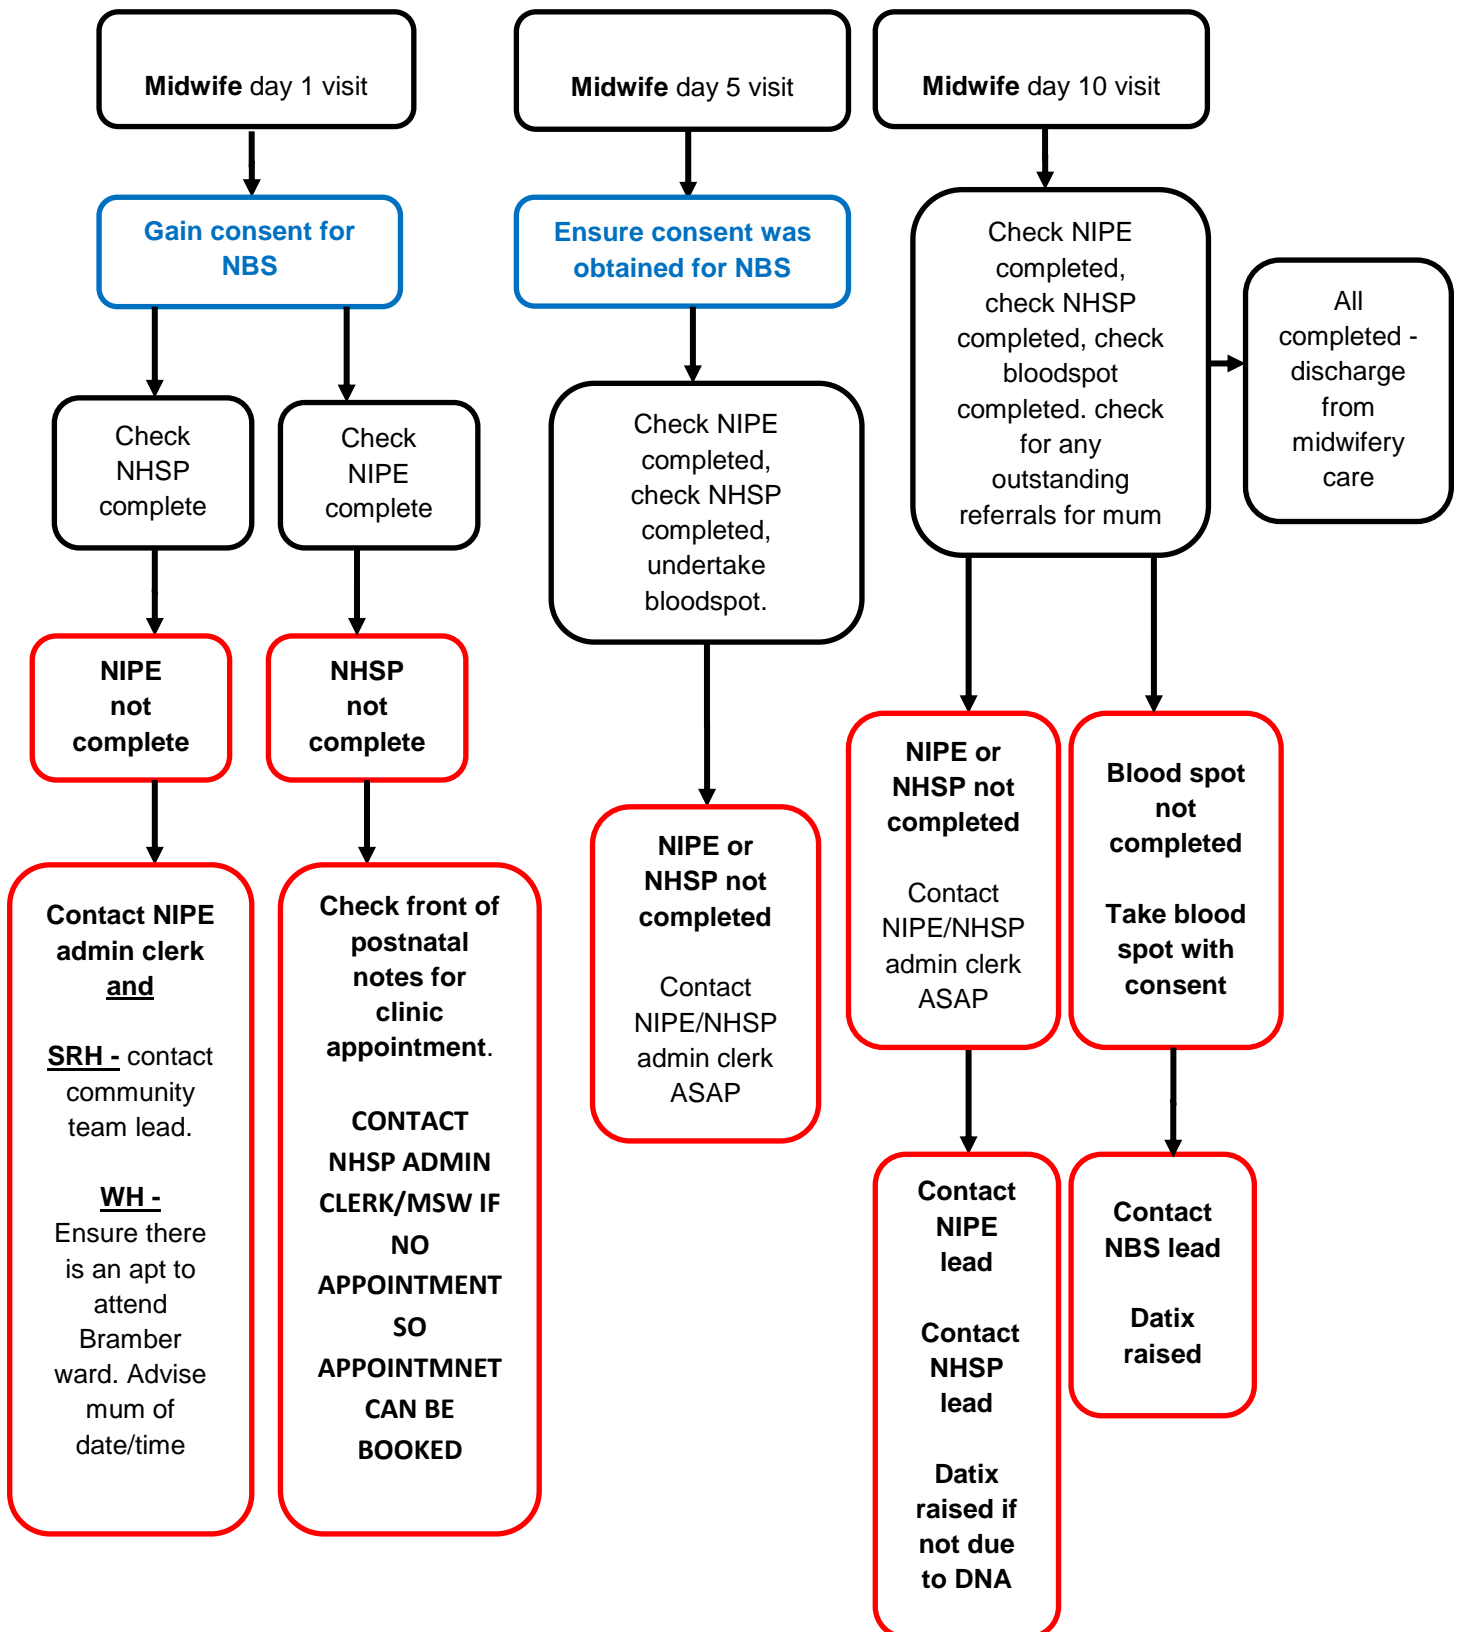 Midwife day 1 visit
Gain consent for
NBS
Check
NHSP
complete
Check
NIPE
complete
NIPE
not
complete
NHSP
not
complete
Contact NIPE
admin clerk
and
SRH - contact
community
team lead.
WH -
Ensure there
is an apt to
attend
Bramber
ward. Advise
mum of
date/time
Check front of
postnatal
notes for
clinic
appointment.
CONTACT
NHSP ADMIN
CLERK/MSW IF
NO
APPOINTMENT
SO
APPOINTMNET
CAN BE
BOOKED
Midwife day 5 visit
Ensure consent was
obtained for NBS
Check NIPE
completed,
check NHSP
completed,
undertake
bloodspot.
NIPE or
NHSP not
completed
Contact
NIPE/NHSP
admin clerk
ASAP
Midwife day 10 visit
Check NIPE
completed,
check NHSP
completed, check
bloodspot
completed. check
for any
outstanding
referrals for mum
All
completed -
discharge
from
midwifery
care
NIPE or
NHSP not
completed
Contact
NIPE/NHSP
admin clerk
ASAP
Blood spot
not
completed
Take blood
spot with
consent
Contact
NIPE
lead
Contact
NHSP
lead
Datix
raised if
not due
to DNA
Contact
NBS lead
Datix
raised